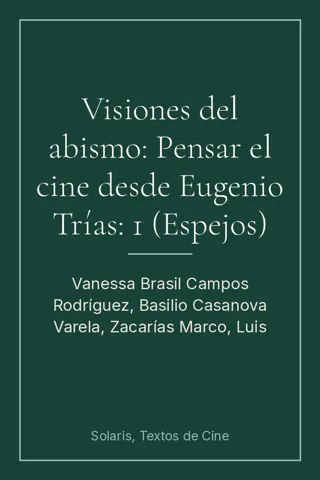 Visiones del
abismo: Pensar el
cine desde Eugenio
Trías: 1 (Espejos)
Vanessa Brasil Campos
Rodríguez, Basilio Casanova
Varela, Zacarías Marco, Luis
Solaris, Textos de Cine